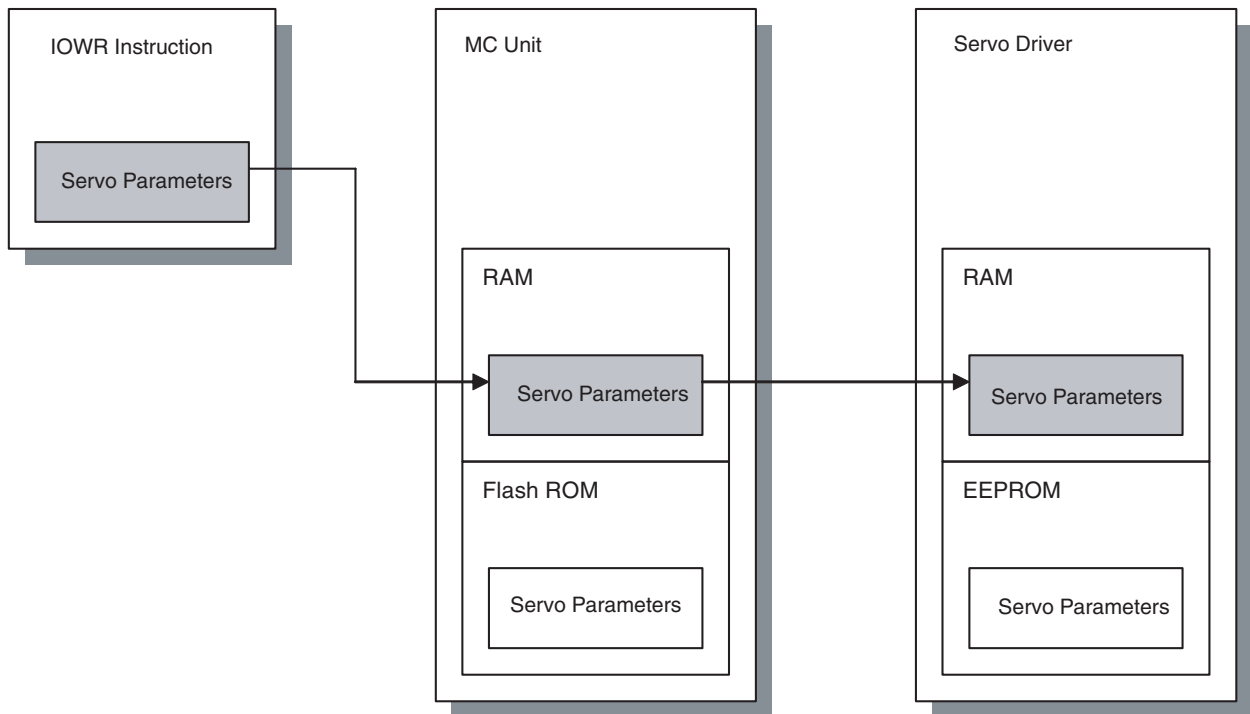 IOWR Instruction
Servo Parameters
MC Unit
RAM
Servo Parameters
Flash ROM
Servo Parameters
Servo Driver
RAM
Servo Parameters
EEPROM
Servo Parameters